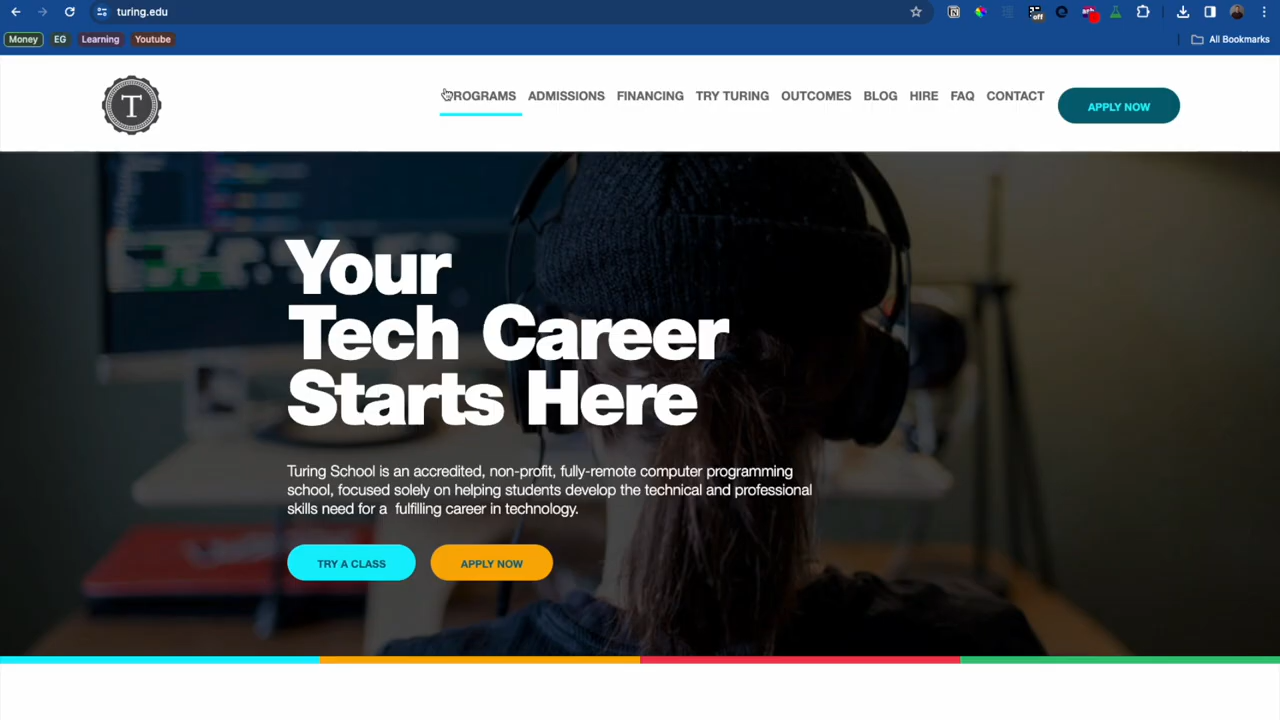 turing.edu
off
Money EG Learning Youtube All Bookmarks
T
PROGRAMS ADMISSIONS FINANCING TRY TURING OUTCOMES BLOG HIRE FAQ CONTACT APPLY NOW
Your
Tech Career
Starts Here
Turing School is an accredited, non-profit, fully-remote computer programming
school, focused solely on helping students develop the technical and professional
skills need for a fulfilling career in technology.
TRY A CLASS APPLY NOW